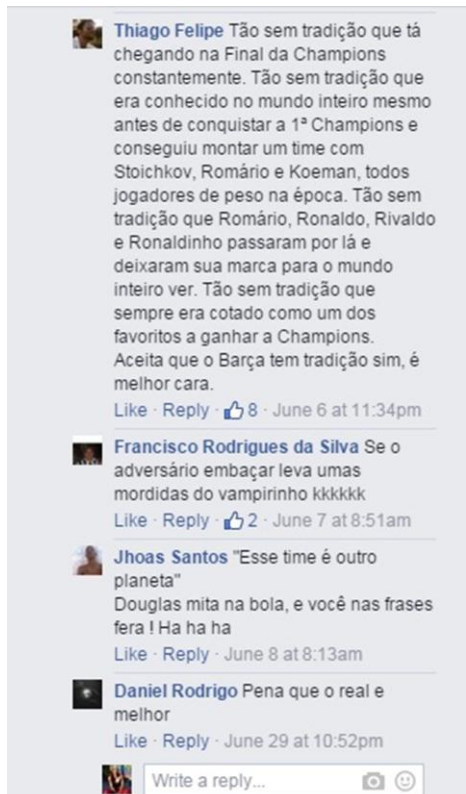 Thiago Felipe Tão sem tradição que tá
chegando na Final da Champions
constantemente. Tão sem tradição que
era conhecido no mundo inteiro mesmo
antes de conquistar a 1ª Champions e
conseguiu montar um time com
Stoichkov, Romário e Koeman, todos
jogadores de peso na época. Tão sem
tradição que Romário, Ronaldo, Rivaldo
e Ronaldinho passaram por lá e
deixaram sua marca para o mundo
inteiro ver. Tão sem tradição que
sempre era cotado como um dos
favoritos a ganhar a Champions.
Aceita que o Barça tem tradição sim, é
melhor cara.
Like · Reply · 8 · June 6 at 11:34pm
Francisco Rodrigues da Silva Se o
adversário embaçar leva umas
mordidas do vampirinho kkkkkk
Like · Reply · 2 · June 7 at 8:51am
Jhoas Santos "Esse time é outro
planeta"
Douglas mita na bola, e você nas frases
fera ! Ha ha ha
Like · Reply · June 8 at 8:13am
Daniel Rodrigo Pena que o real e
melhor
Like · Reply · June 29 at 10:52pm
Write a reply...